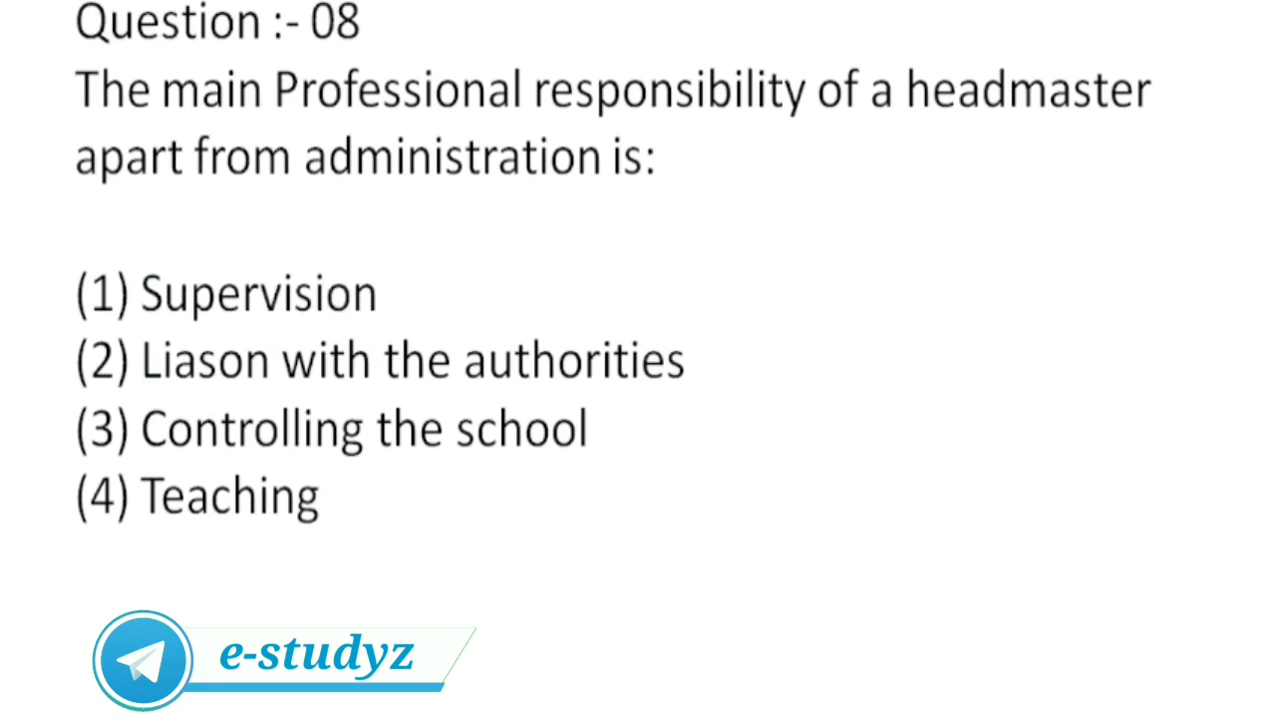 Question :- 08
The main Professional responsibility of a headmaster
apart from administration is:
(1) Supervision
(2) Liason with the authorities
(3) Controlling the school
(4) Teaching
e-studyz